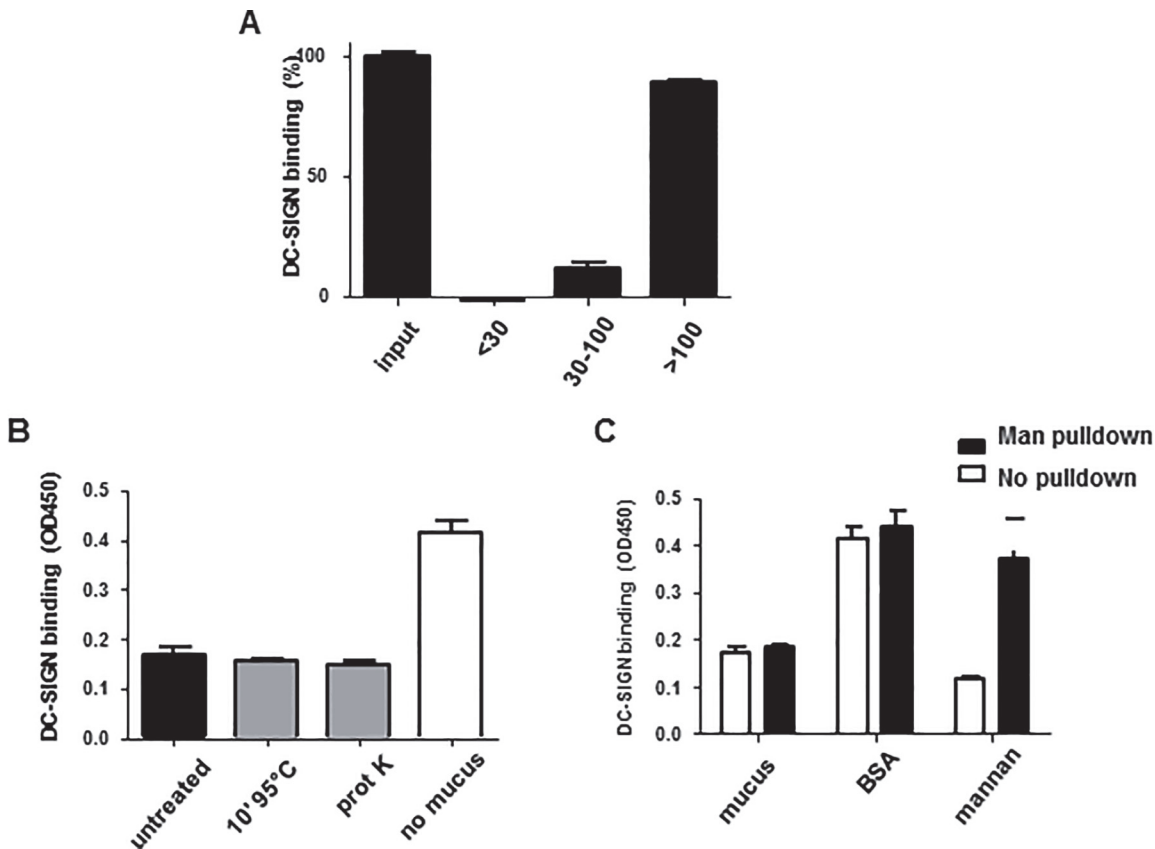 A
DC-SIGN binding (%)
100
50
0
input
<30
30-100
>100
B
DC-SIGN binding (OD450)
0.5
0.4
0.3
0.2
0.1
0.0
untreated
10' 95°C
prot K
no mucus
C
Man pulldown
No pulldown
DC-SIGN binding (OD450)
0.5
0.4
0.3
0.2
0.1
0.0
mucus
BSA
mannan